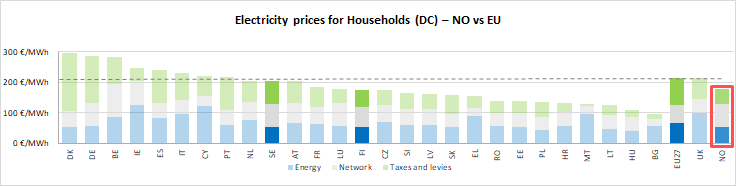 Electricity prices for Households (DC) – NO vs EU
300 €/MWh
200 €/MWh
100 €/MWh
0 €/MWh
DK DE BE IE ES IT CY PT NL SE AT FR LU FI CZ SI LV SK EL RO EE PL HR MT LT HU BG EU27 UK NO
Energy Network Taxes and levies